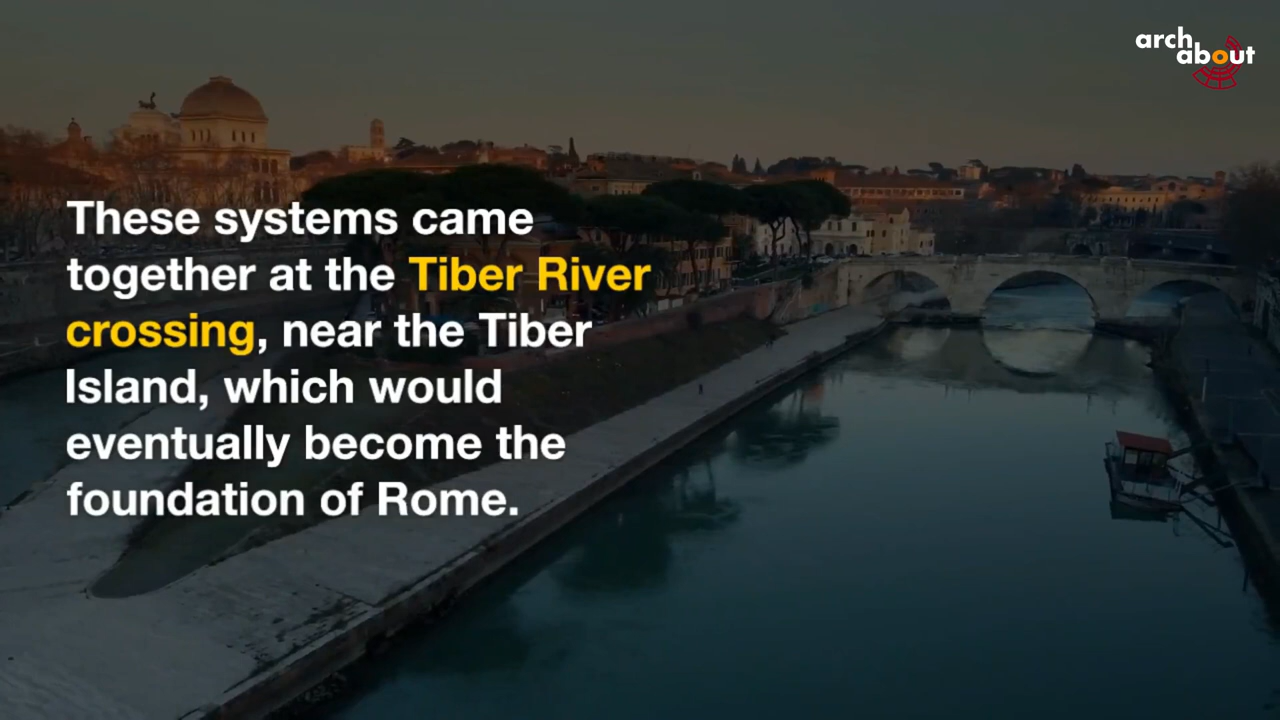 arch
about
These systems came
together at the Tiber River
crossing, near the Tiber
Island, which would
eventually become the
foundation of Rome.